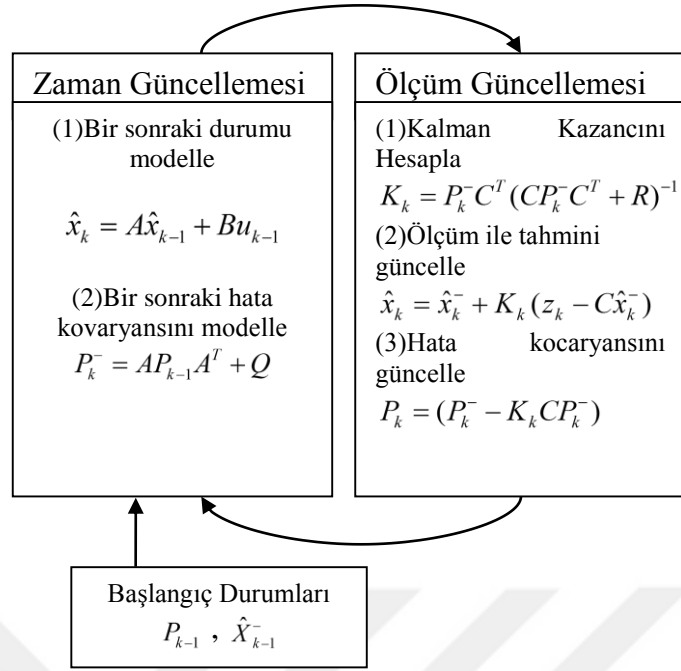 Zaman Güncellemesi
(1)Bir sonraki durumu
modelle
x̂_k = Ax̂_{k-1} + Bu_{k-1}
(2)Bir sonraki hata
kovaryansını modelle
P_k^- = AP_{k-1}A^T + Q
Ölçüm Güncellemesi
(1)Kalman Kazancını
Hesapla
K_k = P_k^- C^T (CP_k^- C^T + R)^{-1}
(2)Ölçüm ile tahmini
güncelle
x̂_k = x̂_k^- + K_k (z_k - Cx̂_k^-)
(3)Hata kocaryansını
güncelle
P_k = (P_k^- - K_k CP_k^-)
Başlangıç Durumları
P_{k-1} , X̂_{k-1}^-